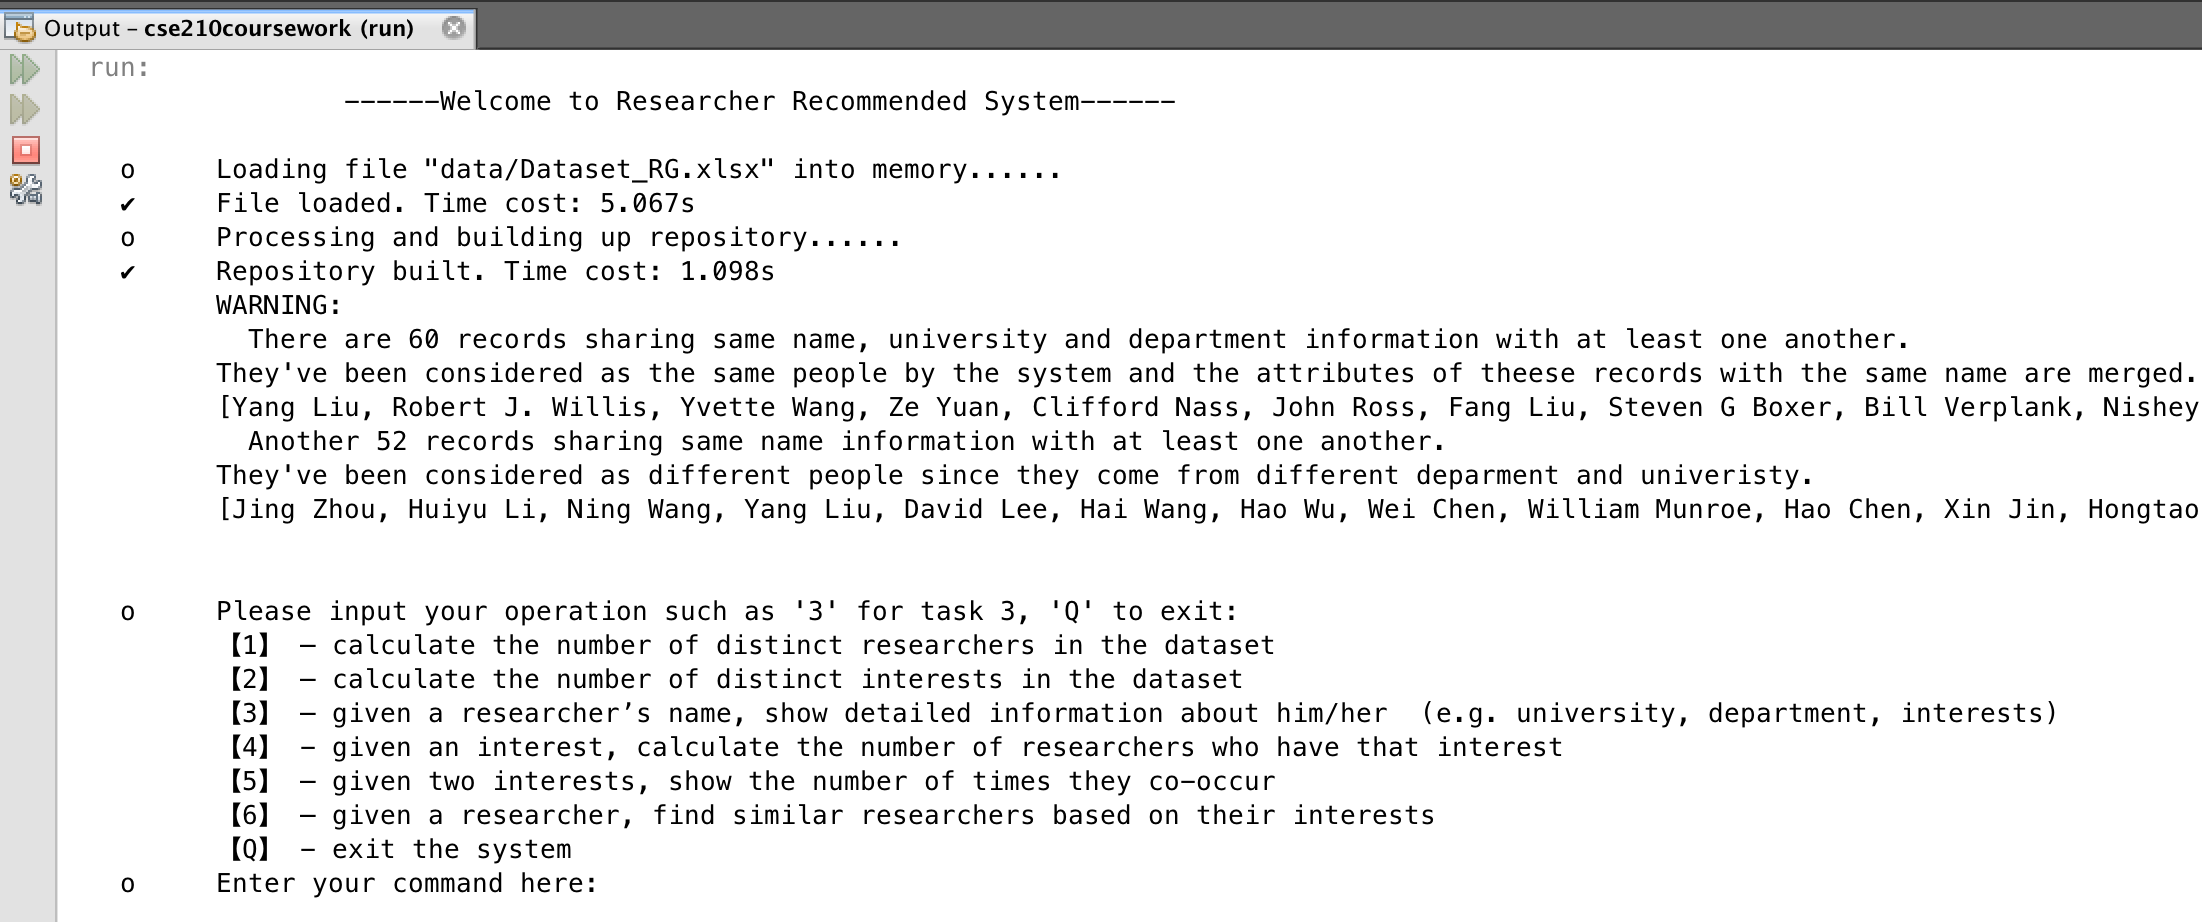 Output – cse210coursework (run)
run:
------Welcome to Researcher Recommended System------
o Loading file "data/Dataset_RG.xlsx" into memory......
✔ File loaded. Time cost: 5.067s
o Processing and building up repository......
✔ Repository built. Time cost: 1.098s
WARNING:
There are 60 records sharing same name, university and department information with at least one another.
They've been considered as the same people by the system and the attributes of theese records with the same name are merged.
[Yang Liu, Robert J. Willis, Yvette Wang, Ze Yuan, Clifford Nass, John Ross, Fang Liu, Steven G Boxer, Bill Verplank, Nishey
Another 52 records sharing same name information with at least one another.
They've been considered as different people since they come from different deparment and univeristy.
[Jing Zhou, Huiyu Li, Ning Wang, Yang Liu, David Lee, Hai Wang, Hao Wu, Wei Chen, William Munroe, Hao Chen, Xin Jin, Hongtao
o Please input your operation such as '3' for task 3, 'Q' to exit:
【1】 – calculate the number of distinct researchers in the dataset
【2】 – calculate the number of distinct interests in the dataset
【3】 – given a researcher’s name, show detailed information about him/her (e.g. university, department, interests)
【4】 – given an interest, calculate the number of researchers who have that interest
【5】 – given two interests, show the number of times they co-occur
【6】 – given a researcher, find similar researchers based on their interests
【Q】 – exit the system
o Enter your command here: